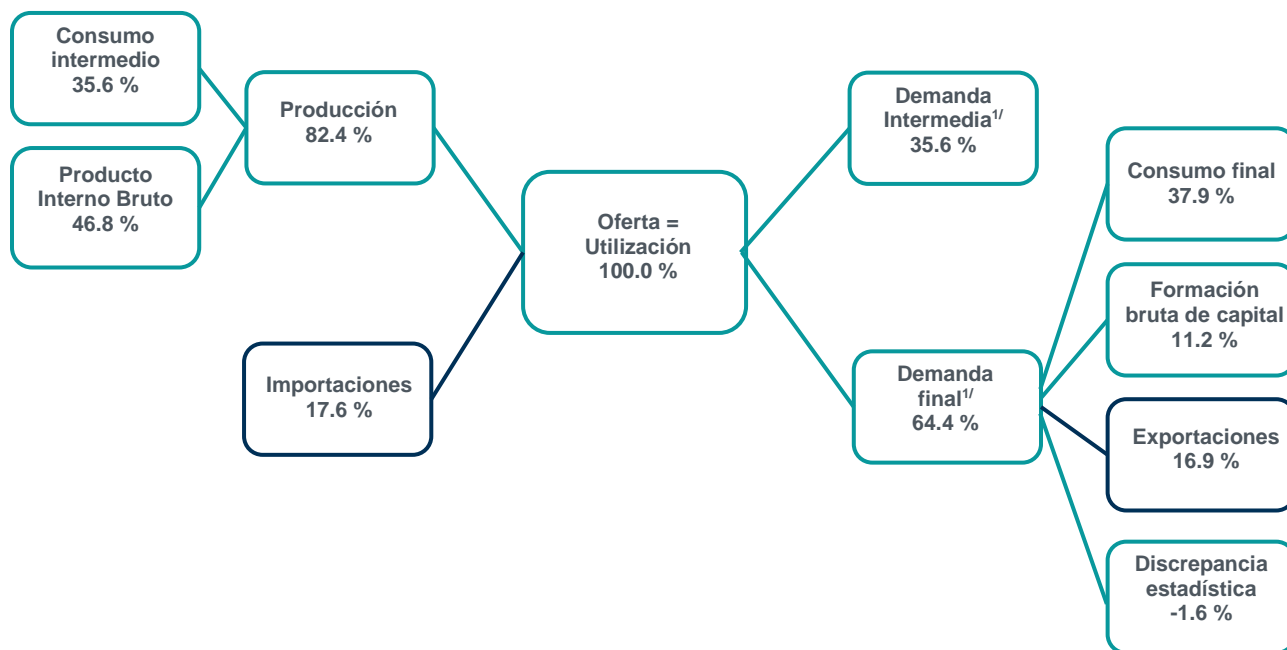 Consumo
intermedio
35.6 %
Producto
Interno Bruto
46.8 %
Producción
82.4 %
Importaciones
17.6 %
Oferta =
Utilización
100.0 %
Demanda
Intermedia1/
35.6 %
Demanda
final1/
64.4 %
Consumo final
37.9 %
Formación
bruta de capital
11.2 %
Exportaciones
16.9 %
Discrepancia
estadística
-1.6 %